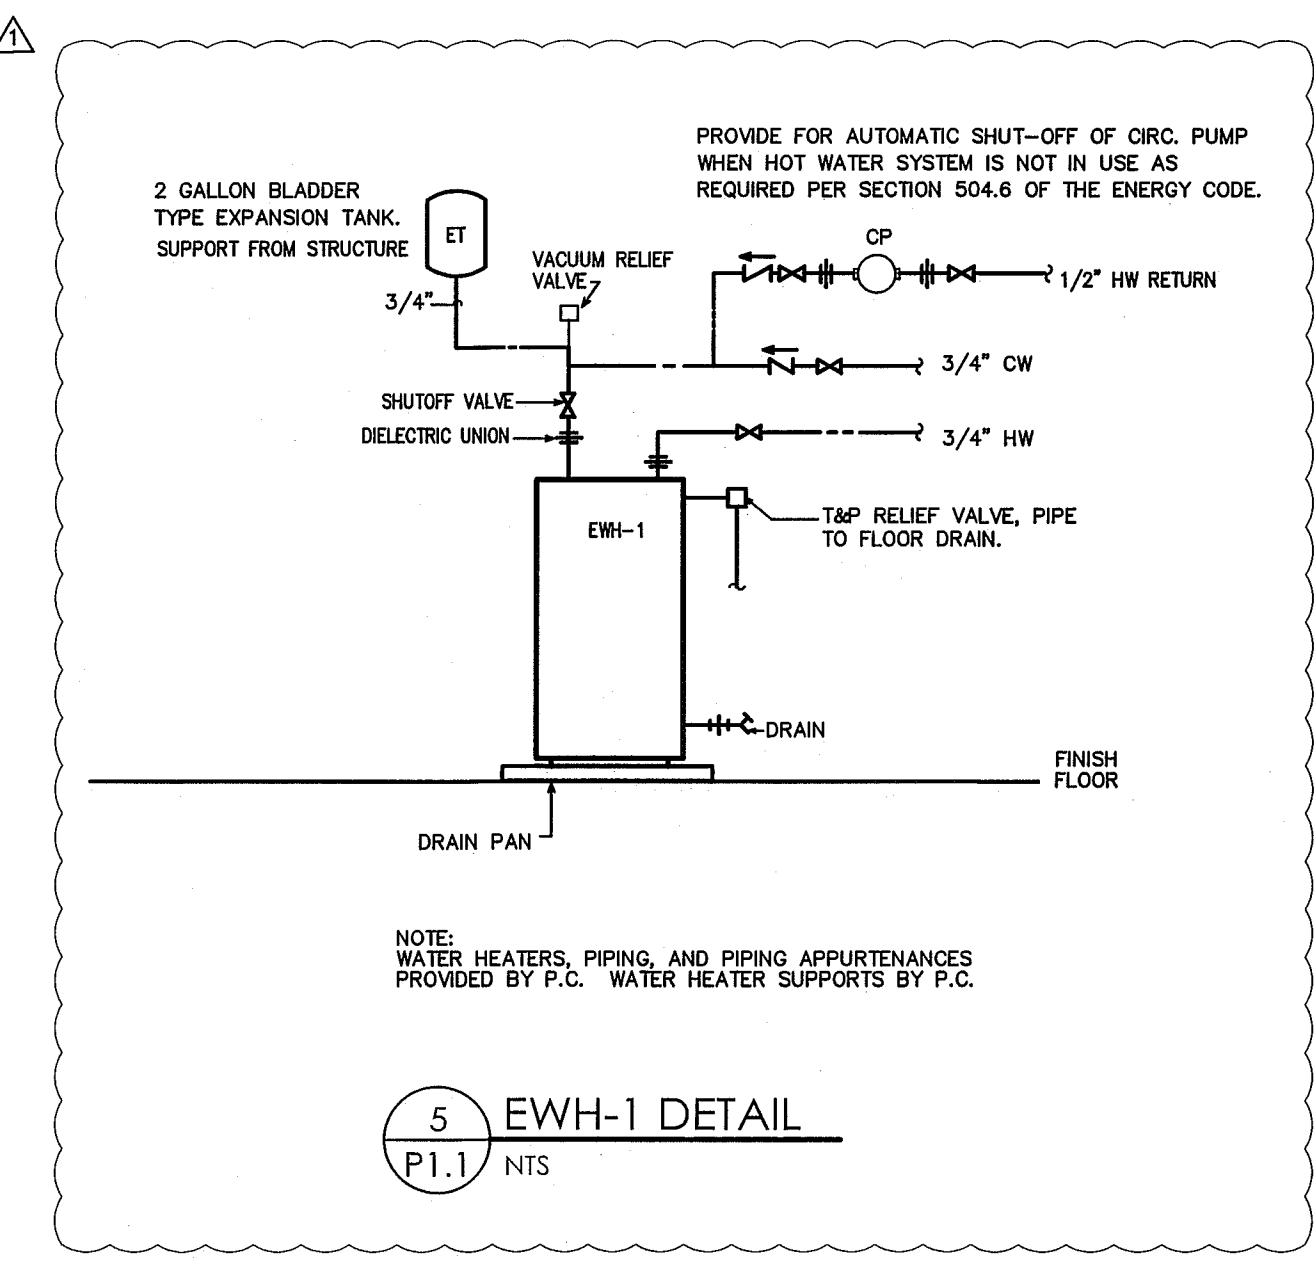 1
PROVIDE FOR AUTOMATIC SHUT-OFF OF CIRC. PUMP
WHEN HOT WATER SYSTEM IS NOT IN USE AS
REQUIRED PER SECTION 504.6 OF THE ENERGY CODE.
2 GALLON BLADDER
TYPE EXPANSION TANK.
SUPPORT FROM STRUCTURE
ET
3/4"
VACUUM RELIEF
VALVE
CP
1/2" HW RETURN
3/4" CW
SHUTOFF VALVE
DIELECTRIC UNION
3/4" HW
EWH-1
T&P RELIEF VALVE, PIPE
TO FLOOR DRAIN.
DRAIN
FINISH
FLOOR
DRAIN PAN
NOTE:
WATER HEATERS, PIPING, AND PIPING APPURTENANCES
PROVIDED BY P.C. WATER HEATER SUPPORTS BY P.C.
5
P1.1
EWH-1 DETAIL
NTS